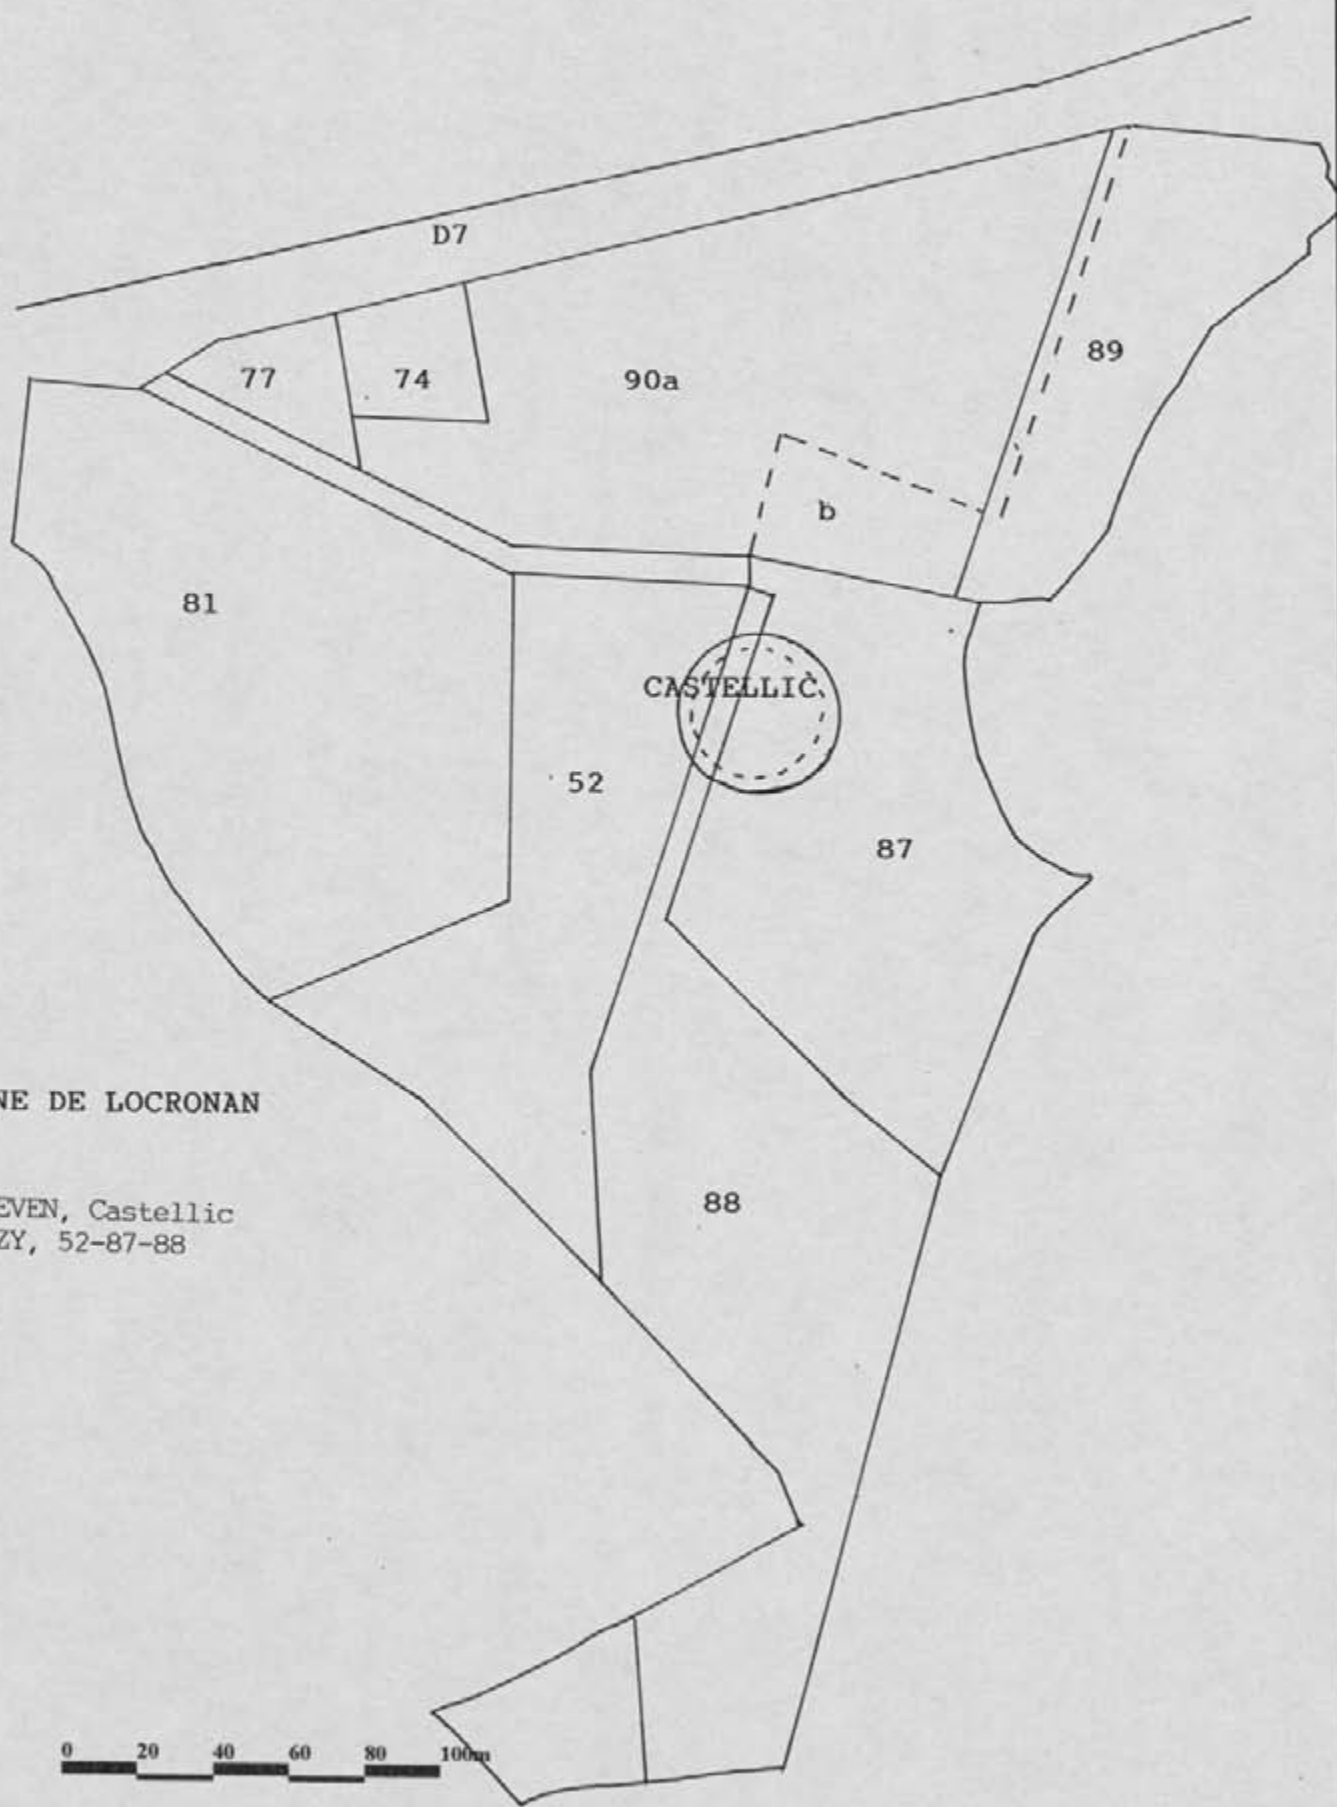 D7
77
74
90a
89
b
81
CASTELLIC
52
87
NE DE LOCRONAN
88
EVEN, Castellic
ZY, 52-87-88
0 20 40 60 80 100m